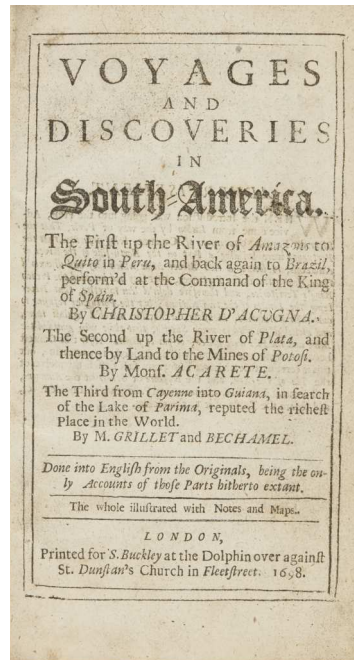 VOYAGES
AND
DISCOVERIES
IN
South-America.
The First up the River of Amazons to
Quito in Peru, and back again to Brazil,
perform'd at the Command of the King
of Spain.
By CHRISTOPHER D'ACUGNA.
The Second up the River of Plata, and
thence by Land to the Mines of Potosi.
By Mons. ACARETE.
The Third from Cayenne into Guiana, in search
of the Lake of Parima, reputed the richest
Place in the World.
By M. GRILLET and BECHAMEL.
Done into English from the Originals, being the on-
ly Accounts of those Parts hitherto extant.
The whole illustrated with Notes and Maps.
LONDON,
Printed for S. Buckley at the Dolphin over against
St. Dunstan's Church in Fleetstreet. 1698.